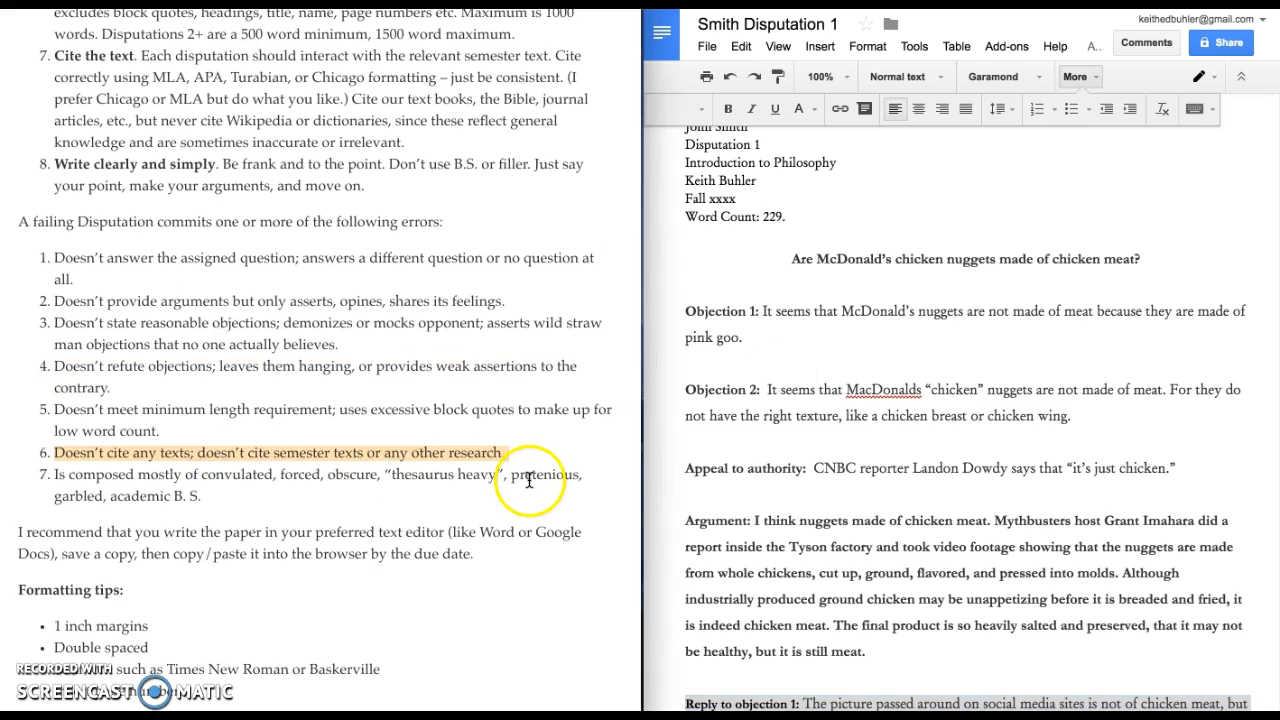 excludes block quotes, headings, title, name, page numbers etc. Maximum is 1000
words. Disputations 2+ are a 500 word minimum, 1500 word maximum.
7. Cite the text. Each disputation should interact with the relevant semester text. Cite
correctly using MLA, APA, Turabian, or Chicago formatting – just be consistent. (I
prefer Chicago or MLA but do what you like.) Cite our text books, the Bible, journal
articles, etc., but never cite Wikipedia or dictionaries, since these reflect general
knowledge and are sometimes inaccurate or irrelevant.
8. Write clearly and simply. Be frank and to the point. Don't use B.S. or filler. Just say
your point, make your arguments, and move on.
A failing Disputation commits one or more of the following errors:
1. Doesn't answer the assigned question; answers a different question or no question at
all.
2. Doesn't provide arguments but only asserts, opines, shares its feelings.
3. Doesn't state reasonable objections; demonizes or mocks opponent; asserts wild straw
man objections that no one actually believes.
4. Doesn't refute objections; leaves them hanging, or provides weak assertions to the
contrary.
5. Doesn't meet minimum length requirement; uses excessive block quotes to make up for
low word count.
6. Doesn't cite any texts; doesn't cite semester texts or any other research
7. Is composed mostly of convulated, forced, obscure, "thesaurus heavy", pretenious,
garbled, academic B. S.
I recommend that you write the paper in your preferred text editor (like Word or Google
Docs), save a copy, then copy/paste it into the browser by the due date.
Formatting tips:
• 1 inch margins
• Double spaced
such as Times New Roman or Baskerville
RECORDED WITH
SCREENCAST MATIC
Smith Disputation 1
keithedbuhler@gmail.com
File Edit View Insert Format Tools Table Add-ons Help A...
Comments
Share
100% Normal text Garamond More
B I U A
John Smith
Disputation 1
Introduction to Philosophy
Keith Buhler
Fall xxxx
Word Count: 229.
Are McDonald's chicken nuggets made of chicken meat?
Objection 1: It seems that McDonald's nuggets are not made of meat because they are made of
pink goo.
Objection 2: It seems that MacDonalds "chicken" nuggets are not made of meat. For they do
not have the right texture, like a chicken breast or chicken wing.
Appeal to authority: CNBC reporter Landon Dowdy says that "it's just chicken."
Argument: I think nuggets made of chicken meat. Mythbusters host Grant Imahara did a
report inside the Tyson factory and took video footage showing that the nuggets are made
from whole chickens, cut up, ground, flavored, and pressed into molds. Although
industrially produced ground chicken may be unappetizing before it is breaded and fried, it
is indeed chicken meat. The final product is so heavily salted and preserved, that it may not
be healthy, but it is still meat.
Reply to objection 1: The picture passed around on social media sites is not of chicken meat, but